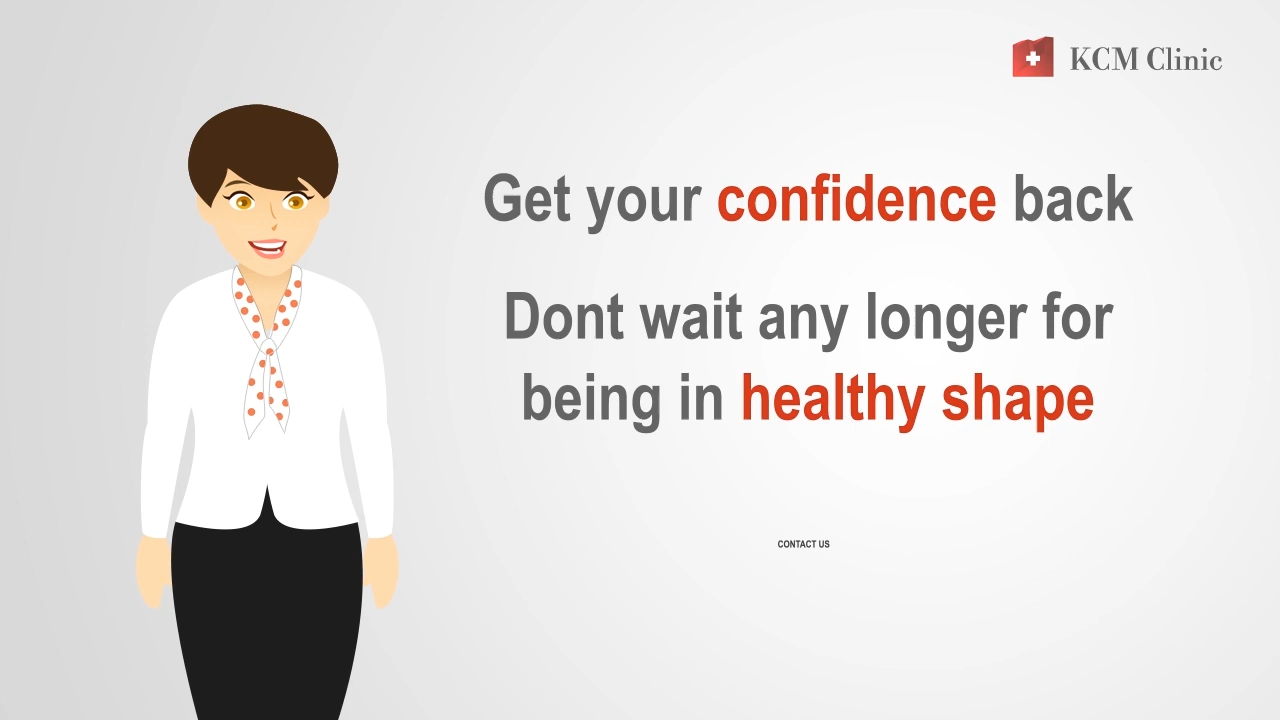 KCM Clinic
Get your confidence back
Dont wait any longer for
being in healthy shape
CONTACT US